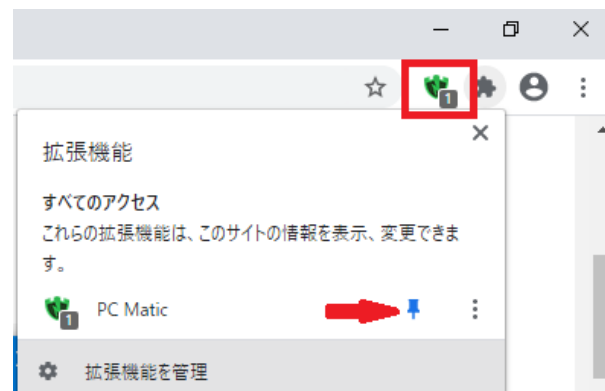 1
拡張機能
すべてのアクセス
これらの拡張機能は、このサイトの情報を表示、変更できま
す。
1
PC Matic
拡張機能を管理